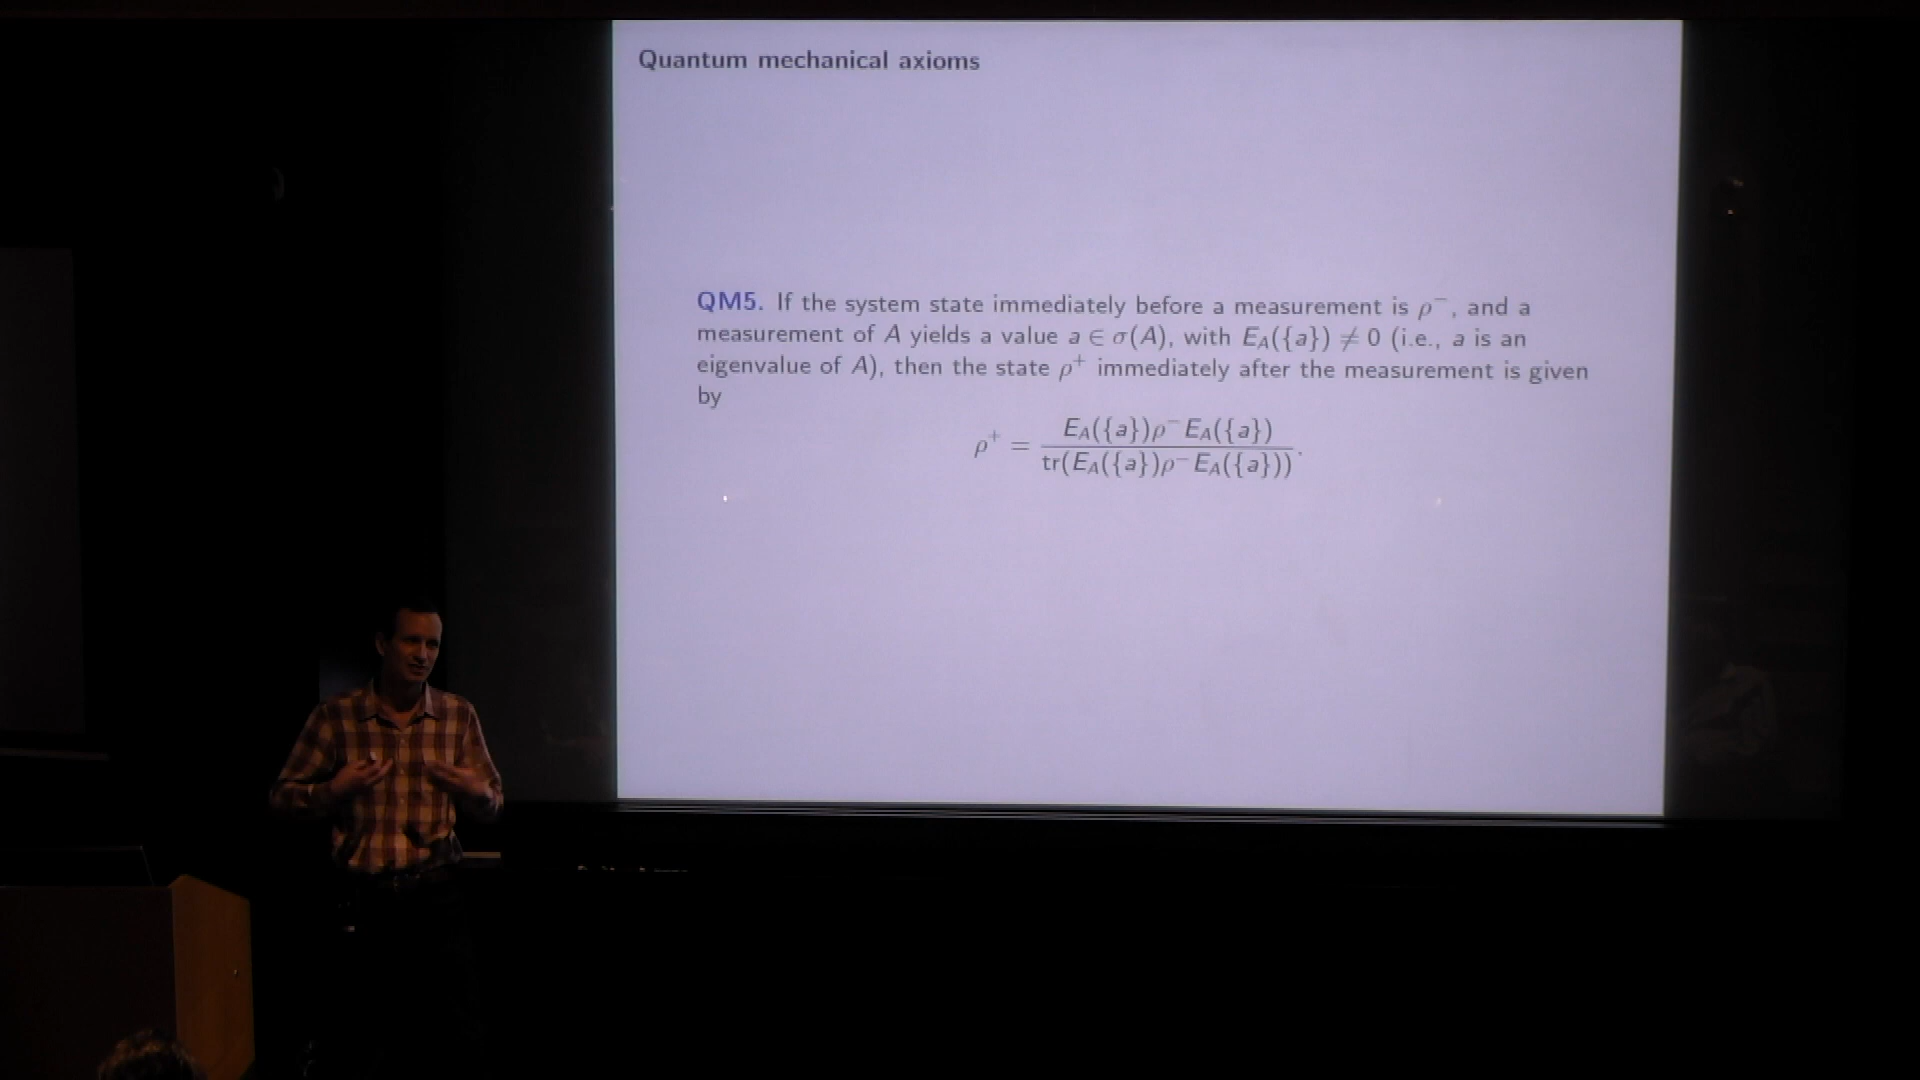 Quantum mechanical axioms
QM5. If the system state immediately before a measurement is ρ⁻, and a
measurement of A yields a value a ∈ σ(A), with E_A({a}) ≠ 0 (i.e., a is an
eigenvalue of A), then the state ρ⁺ immediately after the measurement is given
by
ρ⁺ = E_A({a})ρ⁻E_A({a}) / tr(E_A({a})ρ⁻E_A({a})).